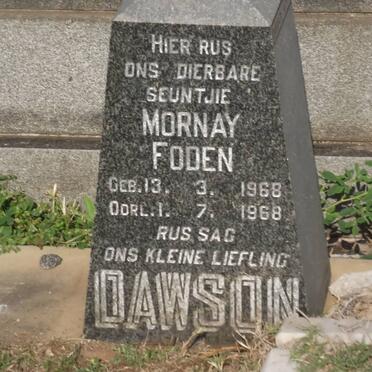 HIER RUS
ONS DIERBARE
SEUNTJIE
MORNAY
FODEN
GEB. 13. 3. 1968
OORL. 1. 7. 1968
RUS SAG
ONS KLEINE LIEFLING
DAWSON